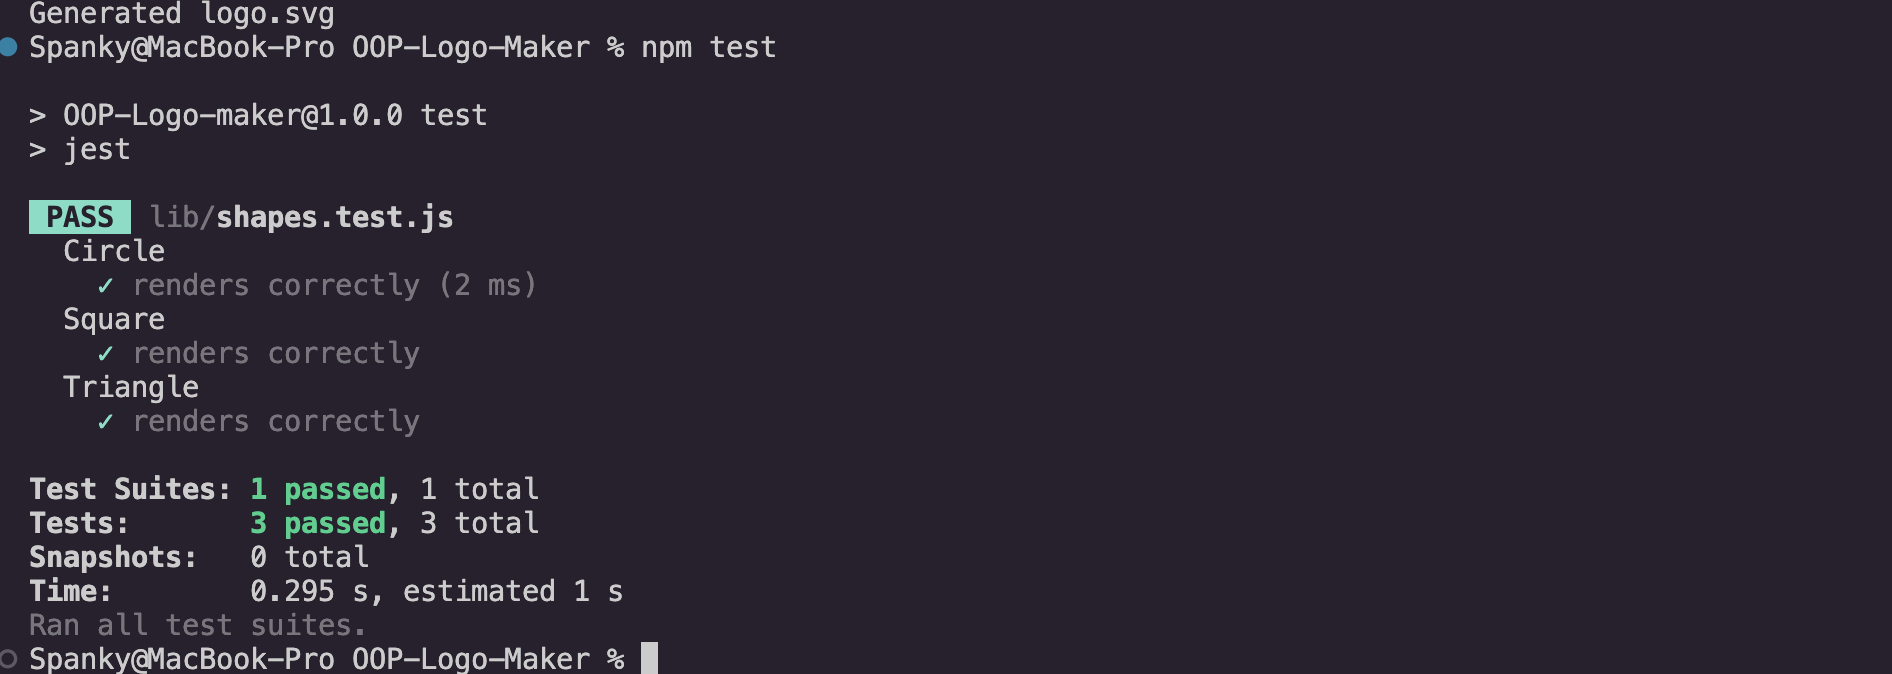 Generated logo.svg
Spanky@MacBook-Pro OOP-Logo-Maker % npm test
> OOP-Logo-maker@1.0.0 test
> jest
PASS lib/shapes.test.js
Circle
✓ renders correctly (2 ms)
Square
✓ renders correctly
Triangle
✓ renders correctly
Test Suites: 1 passed, 1 total
Tests: 3 passed, 3 total
Snapshots: 0 total
Time: 0.295 s, estimated 1 s
Ran all test suites.
Spanky@MacBook-Pro OOP-Logo-Maker %